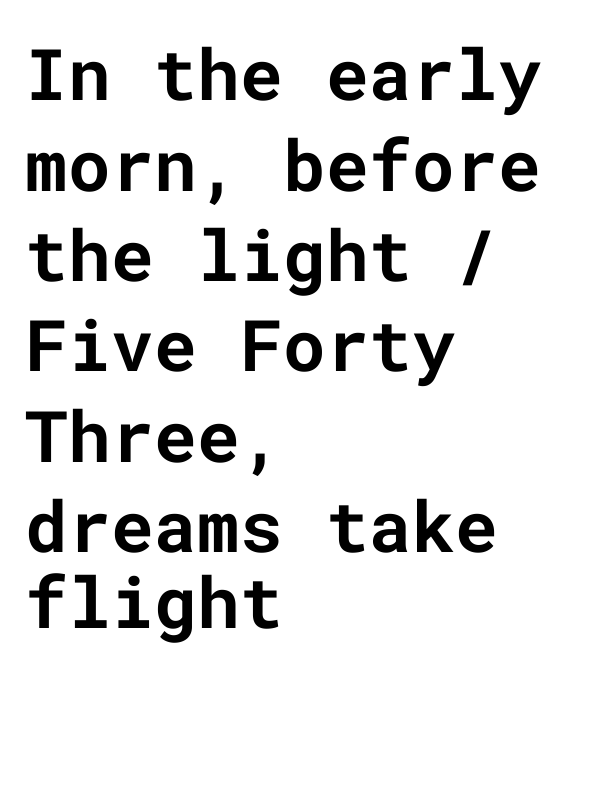 In the early
morn, before
the light /
Five Forty
Three,
dreams take
flight